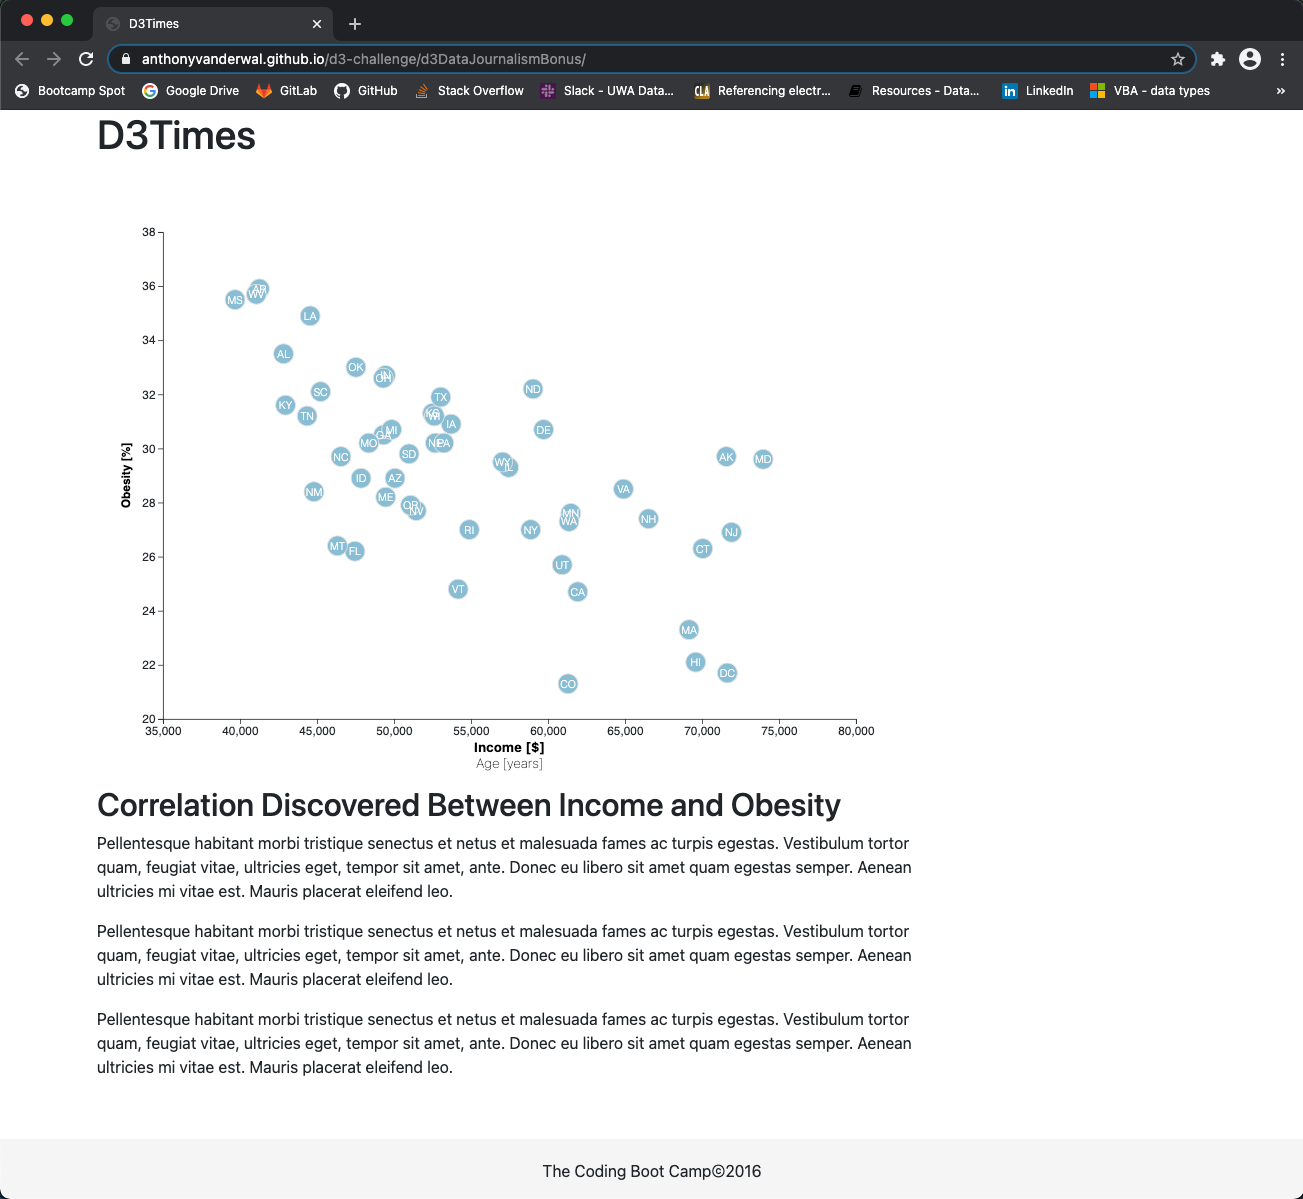 D3Times
anthonyvanderwal.github.io/d3-challenge/d3DataJournalismBonus/
Bootcamp Spot Google Drive GitLab GitHub Stack Overflow Slack - UWA Data... CLA Referencing electr... Resources - Data... in LinkedIn VBA - data types »
D3Times
38
36
AR
WV
MS
LA
34
AL
OK
IN
OH
ND
32
SC
TX
KY
KS
WI
TN
IA
MI
GA
DE
30
MO
NE
PA
SD
NC
WY
IL
AK
MD
Obesity [%]
ID
AZ
VA
NM
ME
28
OR
NV
MN
WA
NH
RI
NY
NJ
MT
FL
CT
26
UT
VT
CA
24
MA
HI
22
DC
CO
20
35,000 40,000 45,000 50,000 55,000 60,000 65,000 70,000 75,000 80,000
Income [$]
Age [years]
Correlation Discovered Between Income and Obesity
Pellentesque habitant morbi tristique senectus et netus et malesuada fames ac turpis egestas. Vestibulum tortor
quam, feugiat vitae, ultricies eget, tempor sit amet, ante. Donec eu libero sit amet quam egestas semper. Aenean
ultricies mi vitae est. Mauris placerat eleifend leo.
Pellentesque habitant morbi tristique senectus et netus et malesuada fames ac turpis egestas. Vestibulum tortor
quam, feugiat vitae, ultricies eget, tempor sit amet, ante. Donec eu libero sit amet quam egestas semper. Aenean
ultricies mi vitae est. Mauris placerat eleifend leo.
Pellentesque habitant morbi tristique senectus et netus et malesuada fames ac turpis egestas. Vestibulum tortor
quam, feugiat vitae, ultricies eget, tempor sit amet, ante. Donec eu libero sit amet quam egestas semper. Aenean
ultricies mi vitae est. Mauris placerat eleifend leo.
The Coding Boot Camp©2016